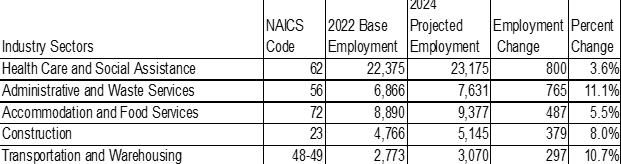 2024
NAICS 2022 Base Projected Employment Percent
Industry Sectors Code Employment Employment Change Change
Health Care and Social Assistance 62 22,375 23,175 800 3.6%
Administrative and Waste Services 56 6,866 7,631 765 11.1%
Accommodation and Food Services 72 8,890 9,377 487 5.5%
Construction 23 4,766 5,145 379 8.0%
Transportation and Warehousing 48-49 2,773 3,070 297 10.7%